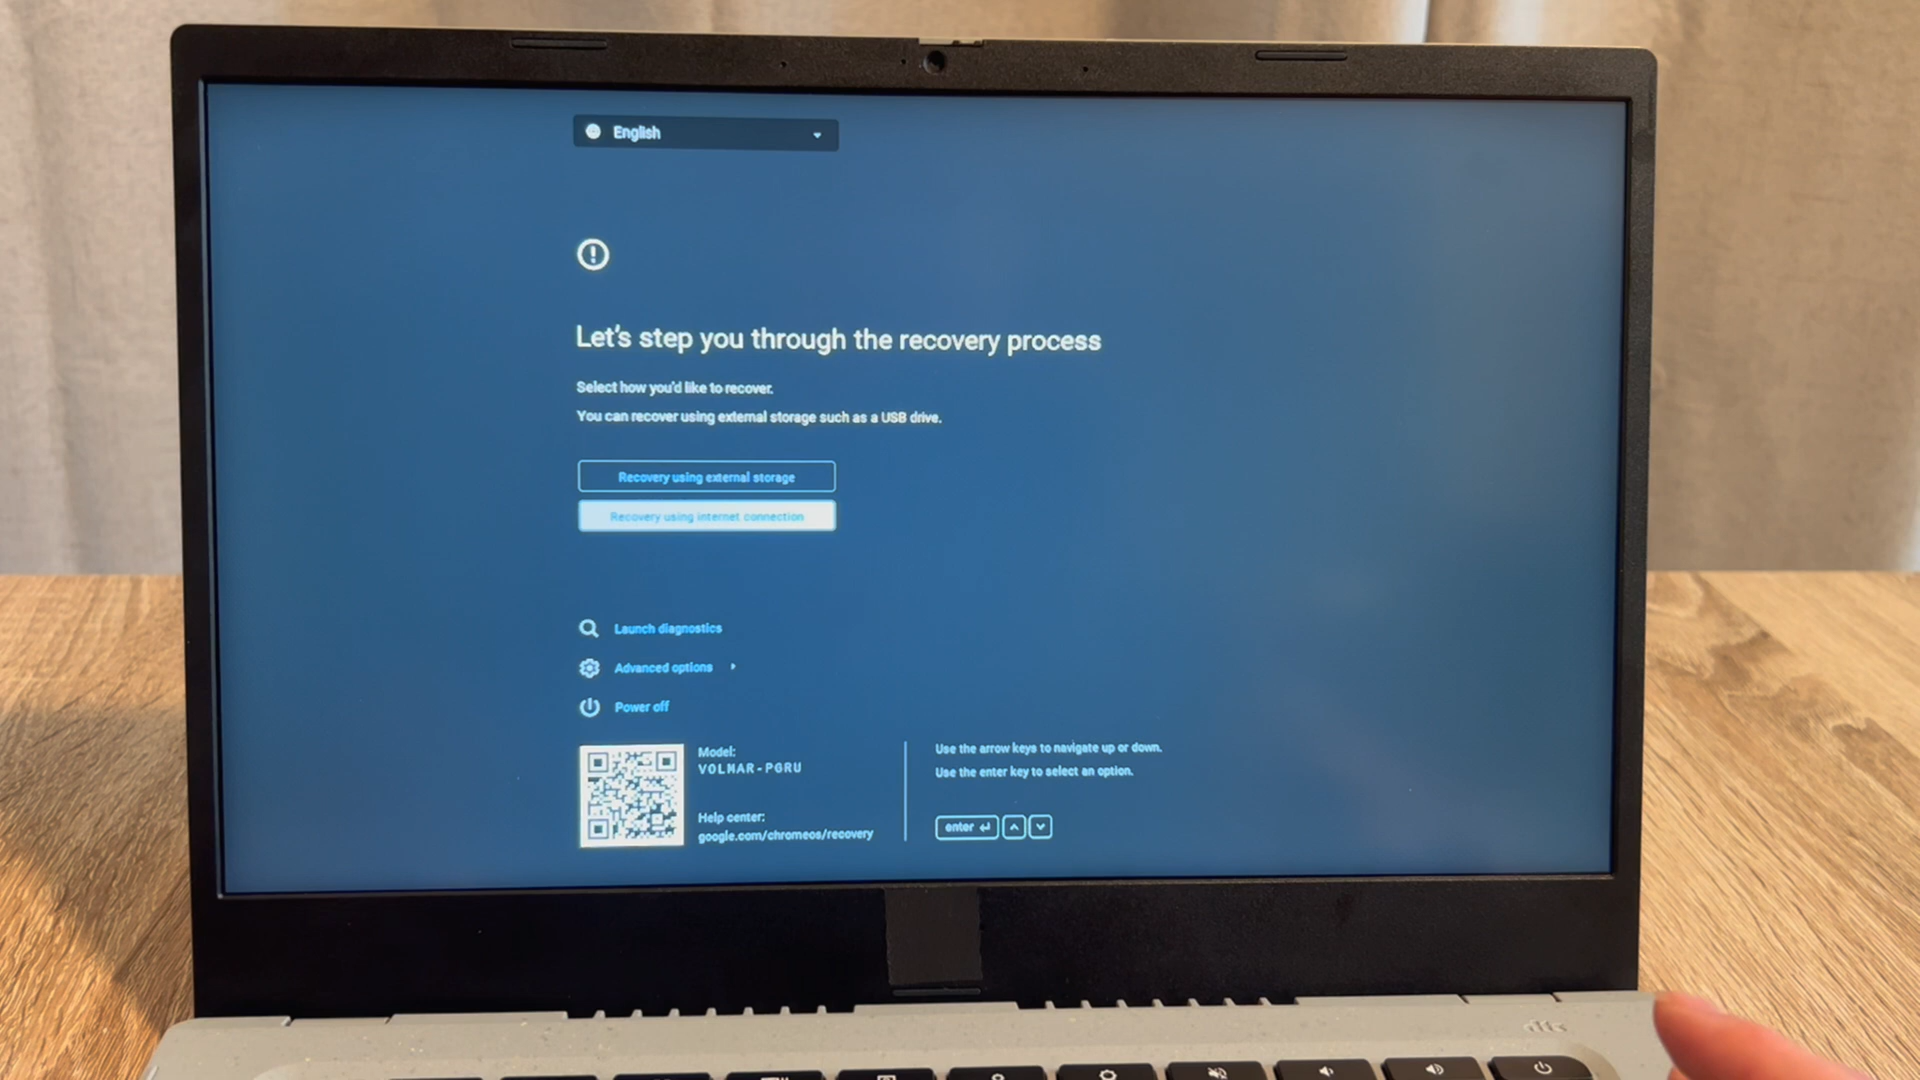 English
Let's step you through the recovery process
Select how you'd like to recover.
You can recover using external storage such as a USB drive.
Recovery using external storage
Recovery using internet connection
Launch diagnostics
Advanced options
Power off
Model:
VOLMAR-PGRU
Help center:
google.com/chromeos/recovery
Use the arrow keys to navigate up or down.
Use the enter key to select an option.
enter